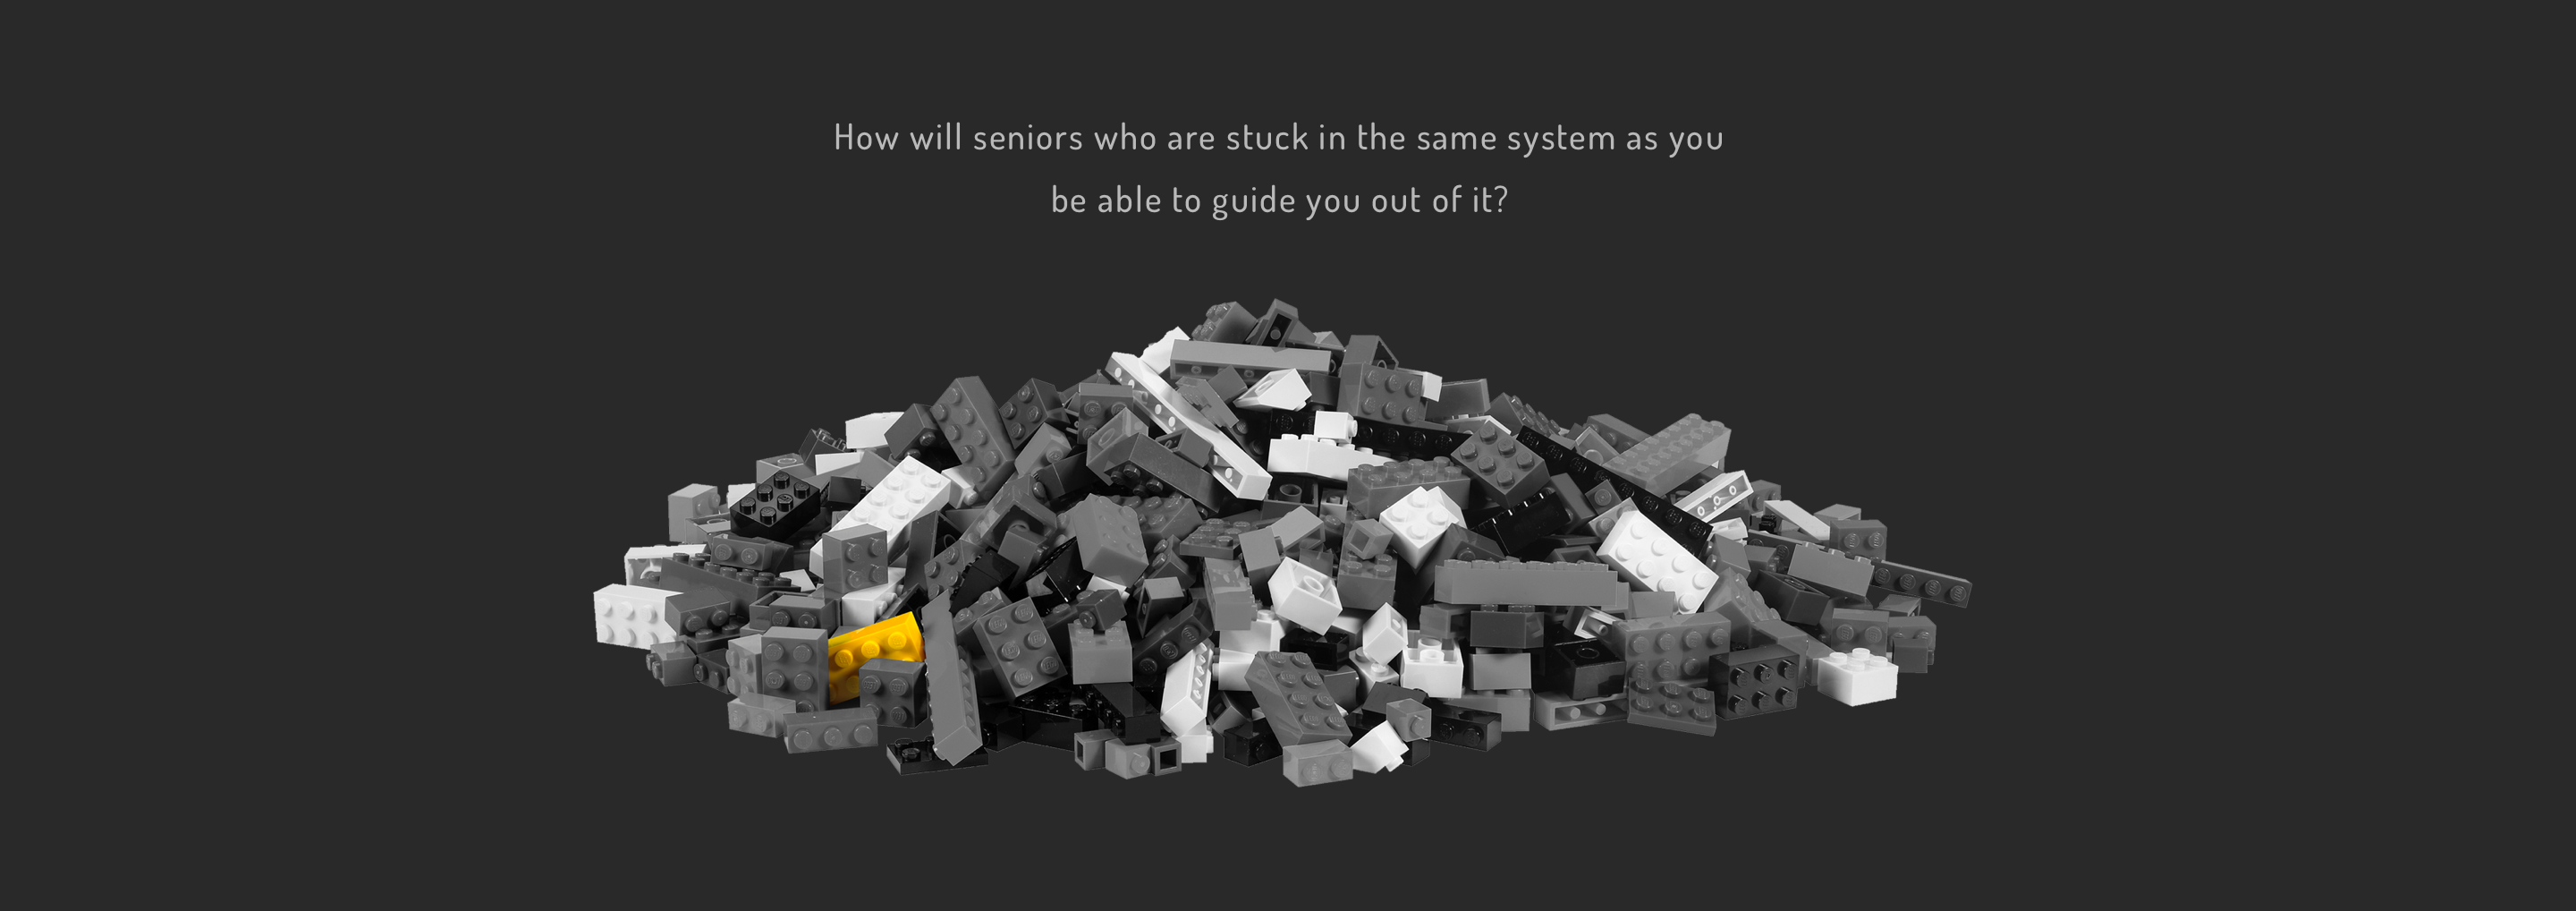 How will seniors who are stuck in the same system as you
be able to guide you out of it?